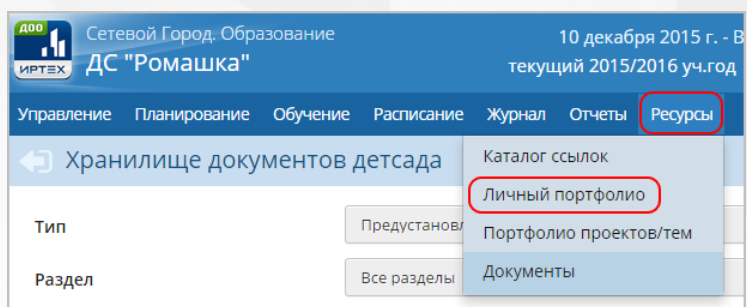 ДОО
ИРТЕХ
Сетевой Город. Образование
ДС "Ромашка"
10 декабря 2015 г. - В
текущий 2015/2016 уч.год
Управление Планирование Обучение Расписание Журнал Отчеты Ресурсы
Хранилище документов детсада
Каталог ссылок
Личный портфолио
Портфолио проектов/тем
Документы
Тип
Предустановл
Раздел
Все разделы